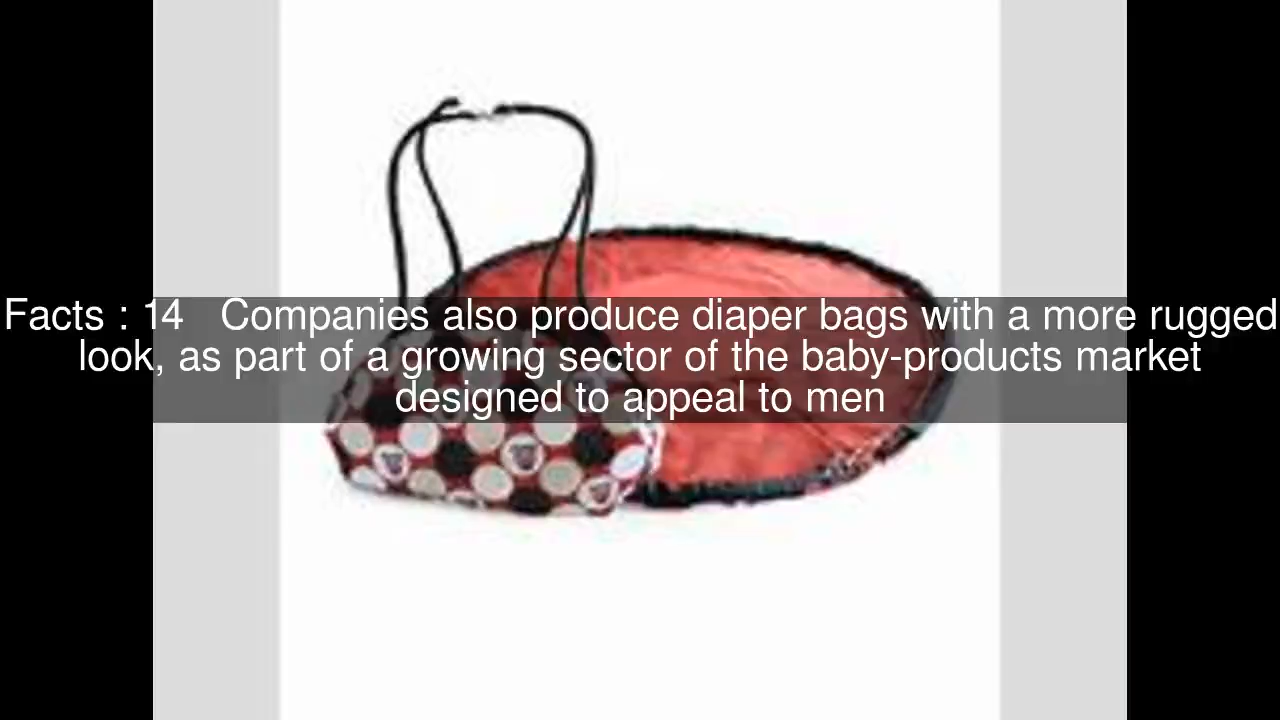 Facts : 14   Companies also produce diaper bags with a more rugged
look, as part of a growing sector of the baby-products market
designed to appeal to men